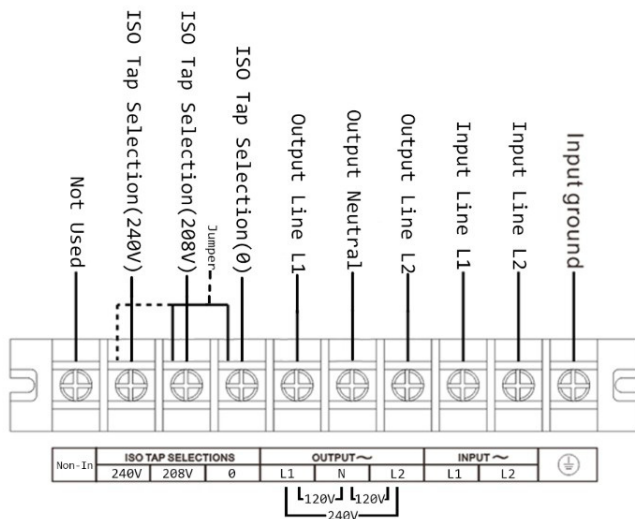 Not Used
ISO Tap Selection(240V)
ISO Tap Selection(208V)
Jumper
ISO Tap Selection(0)
Output Line L1
Output Neutral
Output Line L2
Input Line L1
Input Line L2
Input ground
Non-In
ISO TAP SELECTIONS
OUTPUT~
INPUT~
240V 208V 0 L1 N L2 L1 L2
120V 120V
240V